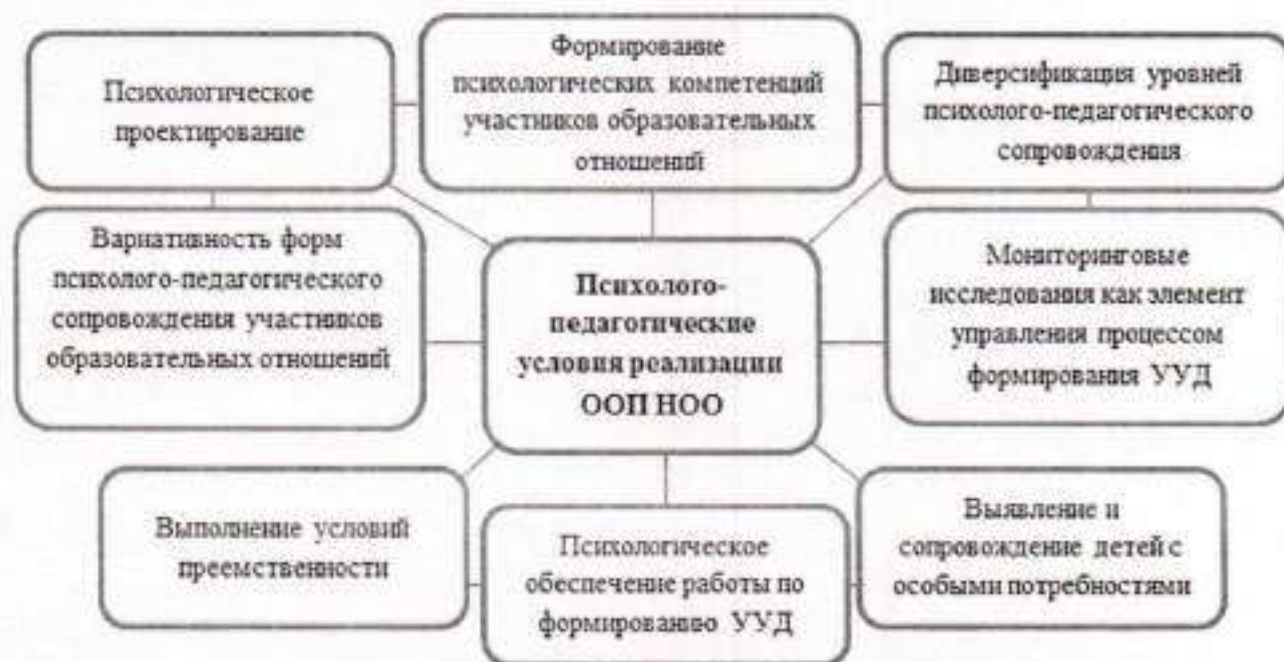 Психологическое
проектирование
Формирование
психологических компетенций
участников образовательных
отношений
Диверсификация уровней
психолого-педагогического
сопровождения
Вариативность форм
психолого-педагогического
сопровождения участников
образовательных отношений
Психолого-
педагогические
условия реализации
ООП НОО
Мониторинговые
исследования как элемент
управления процессом
формирования УУД
Выполнение условий
преемственности
Психологическое
обеспечение работы по
формированию УУД
Выявление и
сопровождение детей с
особыми потребностями